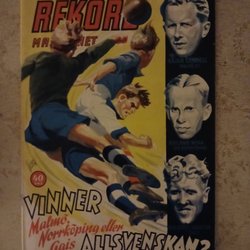 REKORD
MAGASINET
40
VINNER
Malmö,
Norrköping eller
Gais
ALLSVENSKAN?